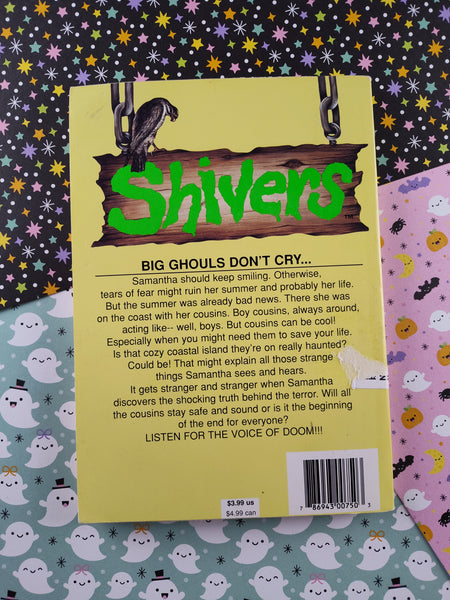 Shivers
TM
BIG GHOULS DON'T CRY...
Samantha should keep smiling. Otherwise,
tears of fear might ruin her summer and probably her life.
But the summer was already bad news. There she was
on the coast with her cousins. Boy cousins, always around,
acting like-- well, boys. But cousins can be cool!
Especially when you might need them to save your life.
Is that cozy coastal island they're on really haunted?
Could be! That might explain all those strange
things Samantha sees and hears.
It gets stranger and stranger when Samantha
discovers the shocking truth behind the terror. Will all
the cousins stay safe and sound or is it the beginning
of the end for everyone?
LISTEN FOR THE VOICE OF DOOM!!!
$3.99 us
$4.99 can
7 86943 00750 3